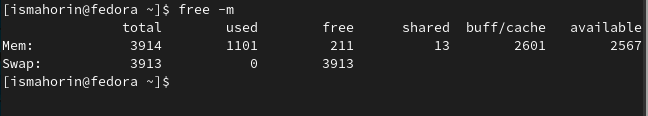 [ismahorin@fedora ~]$ free -m
total used free shared buff/cache available
Mem: 3914 1101 211 13 2601 2567
Swap: 3913 0 3913
[ismahorin@fedora ~]$